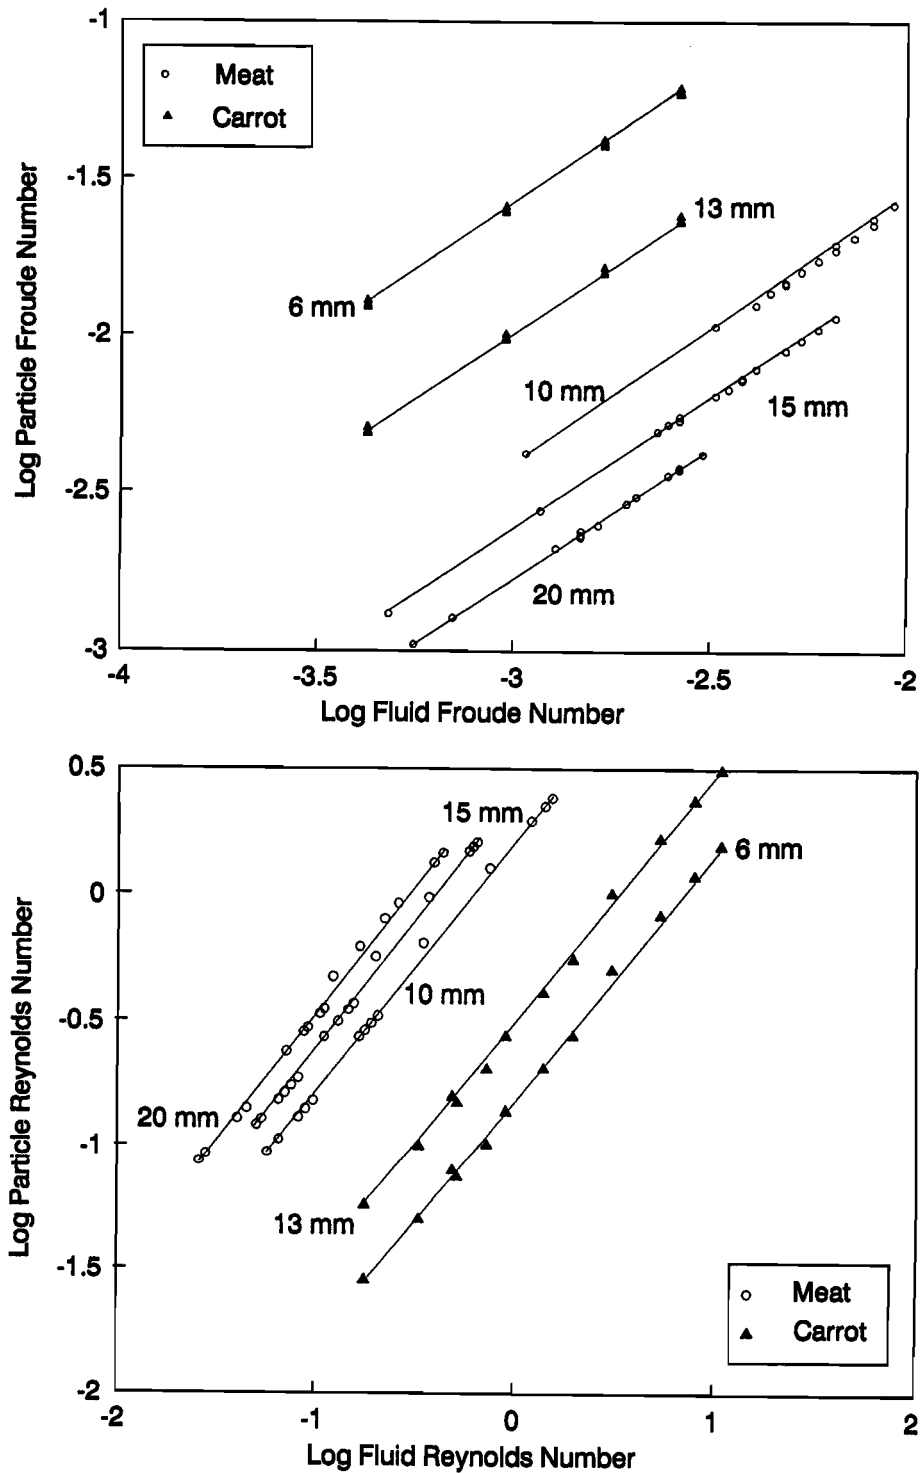 -1
Meat
Carrot
13 mm
-1.5
6 mm
-2
10 mm
15 mm
-2.5
20 mm
-3
-4
-3.5
-3
-2.5
-2
Log Particle Froude Number
Log Fluid Froude Number
0.5
15 mm
6 mm
0
10 mm
-0.5
20 mm
-1
13 mm
-1.5
Meat
Carrot
-2
-2
-1
0
1
2
Log Particle Reynolds Number
Log Fluid Reynolds Number